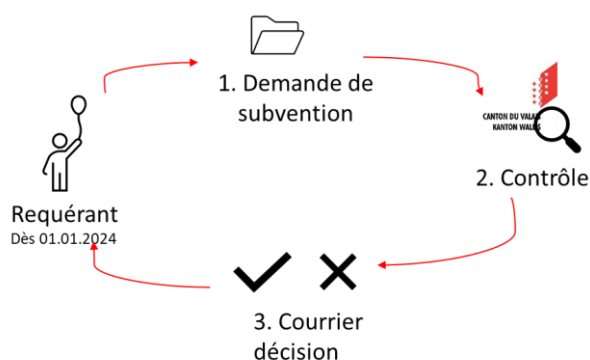 1. Demande de
subvention
CANTON DU VALAIS
KANTON WALLIS
2. Contrôle
Requérant
Dès 01.01.2024
3. Courrier
décision